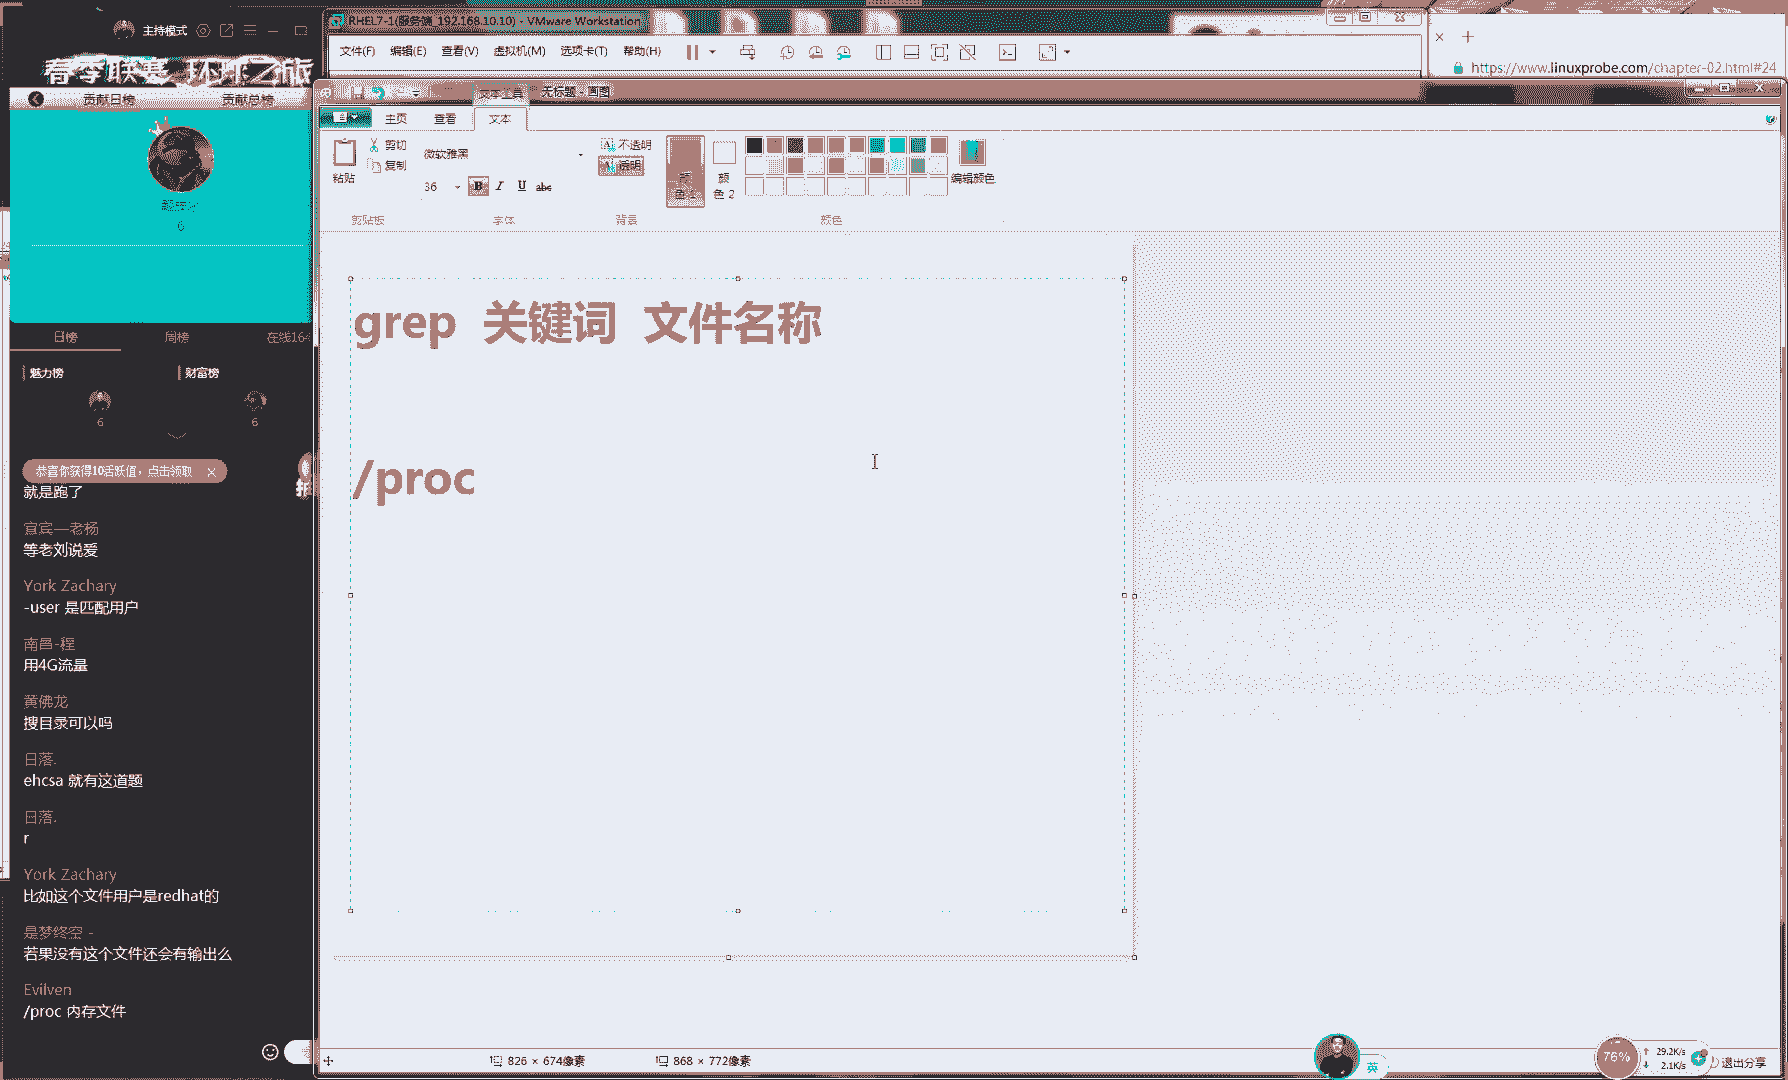 主持模式
春季联赛 环球之旅
贡献日榜 贡献总榜
6
日榜 周榜 在线164
魅力榜 财富榜
6 6
恭喜你获得10活跃值，点击领取
就是跑了
宜宾—老杨
等老刘说爱
York Zachary
-user 是匹配用户
南昌-程
用4G流量
黄佛龙
搜目录可以吗
日落.
ehcsa 就有这道题
日落.
r
York Zachary
比如这个文件用户是redhat的
是梦终空 -
若果没有这个文件还会有输出么
Evilven
/proc 内存文件
RHEL7-1(服务端_192.168.10.10) - VMware Workstation
文件(F) 编辑(E) 查看(V) 虚拟机(M) 选项卡(T) 帮助(H)
https://www.linuxprobe.com/chapter-02.html#24
文本工具 无标题 - 画图
主页 查看 文本
粘贴 剪切 复制
微软雅黑
36 B I U abc
不透明
透明
颜色 1
颜色 2
编辑颜色
剪贴板 字体 背景 颜色
grep 关键词 文件名称
/proc
826 × 674像素 868 × 772像素
英
76%
29.2K/s
2.1K/s
退出分享